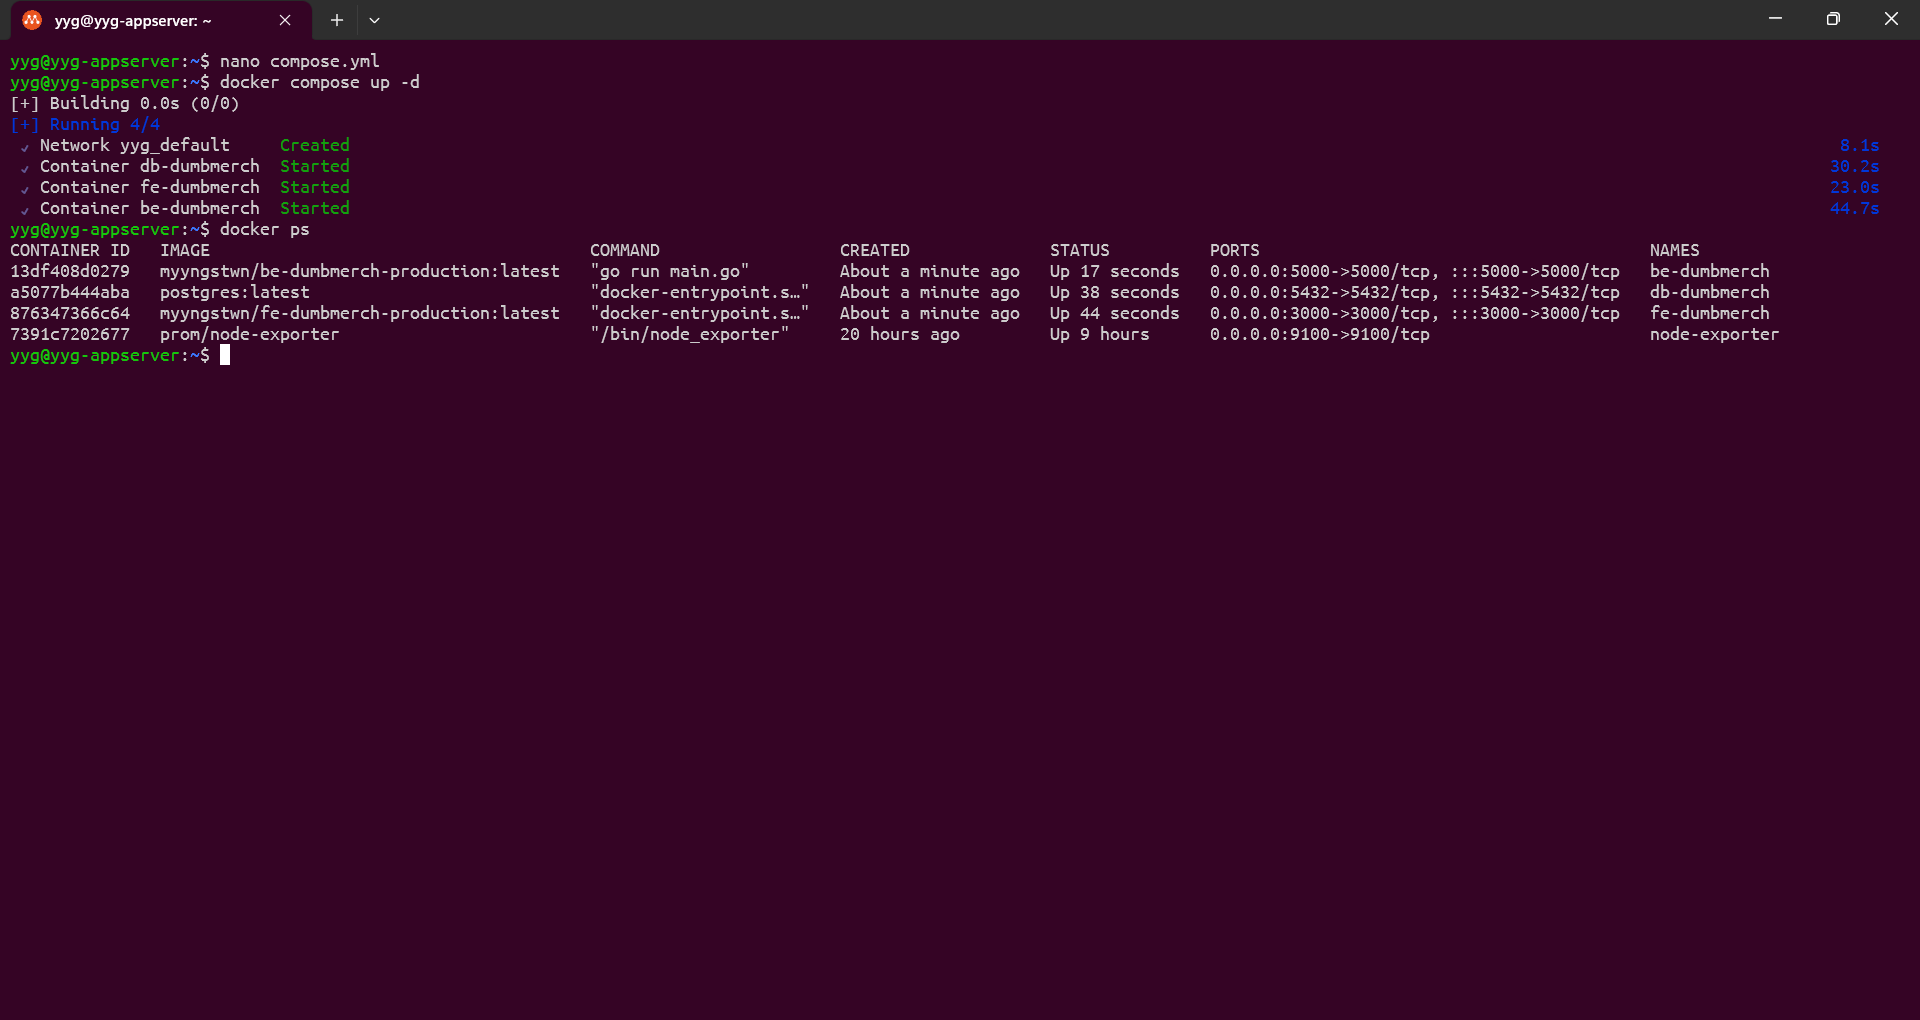 yyg@yyg-appserver: ~
yyg@yyg-appserver:~$ nano compose.yml
yyg@yyg-appserver:~$ docker compose up -d
[+] Building 0.0s (0/0)
[+] Running 4/4
✓ Network yyg_default     Created     8.1s
✓ Container db-dumbmerch  Started     30.2s
✓ Container fe-dumbmerch  Started     23.0s
✓ Container be-dumbmerch  Started     44.7s
yyg@yyg-appserver:~$ docker ps
CONTAINER ID   IMAGE   COMMAND   CREATED   STATUS   PORTS   NAMES
13df408d0279   myyngstwn/be-dumbmerch-production:latest   "go run main.go"   About a minute ago   Up 17 seconds   0.0.0.0:5000->5000/tcp, :::5000->5000/tcp   be-dumbmerch
a5077b444aba   postgres:latest   "docker-entrypoint.s…"   About a minute ago   Up 38 seconds   0.0.0.0:5432->5432/tcp, :::5432->5432/tcp   db-dumbmerch
876347366c64   myyngstwn/fe-dumbmerch-production:latest   "docker-entrypoint.s…"   About a minute ago   Up 44 seconds   0.0.0.0:3000->3000/tcp, :::3000->3000/tcp   fe-dumbmerch
7391c7202677   prom/node-exporter   "/bin/node_exporter"   20 hours ago   Up 9 hours   0.0.0.0:9100->9100/tcp   node-exporter
yyg@yyg-appserver:~$